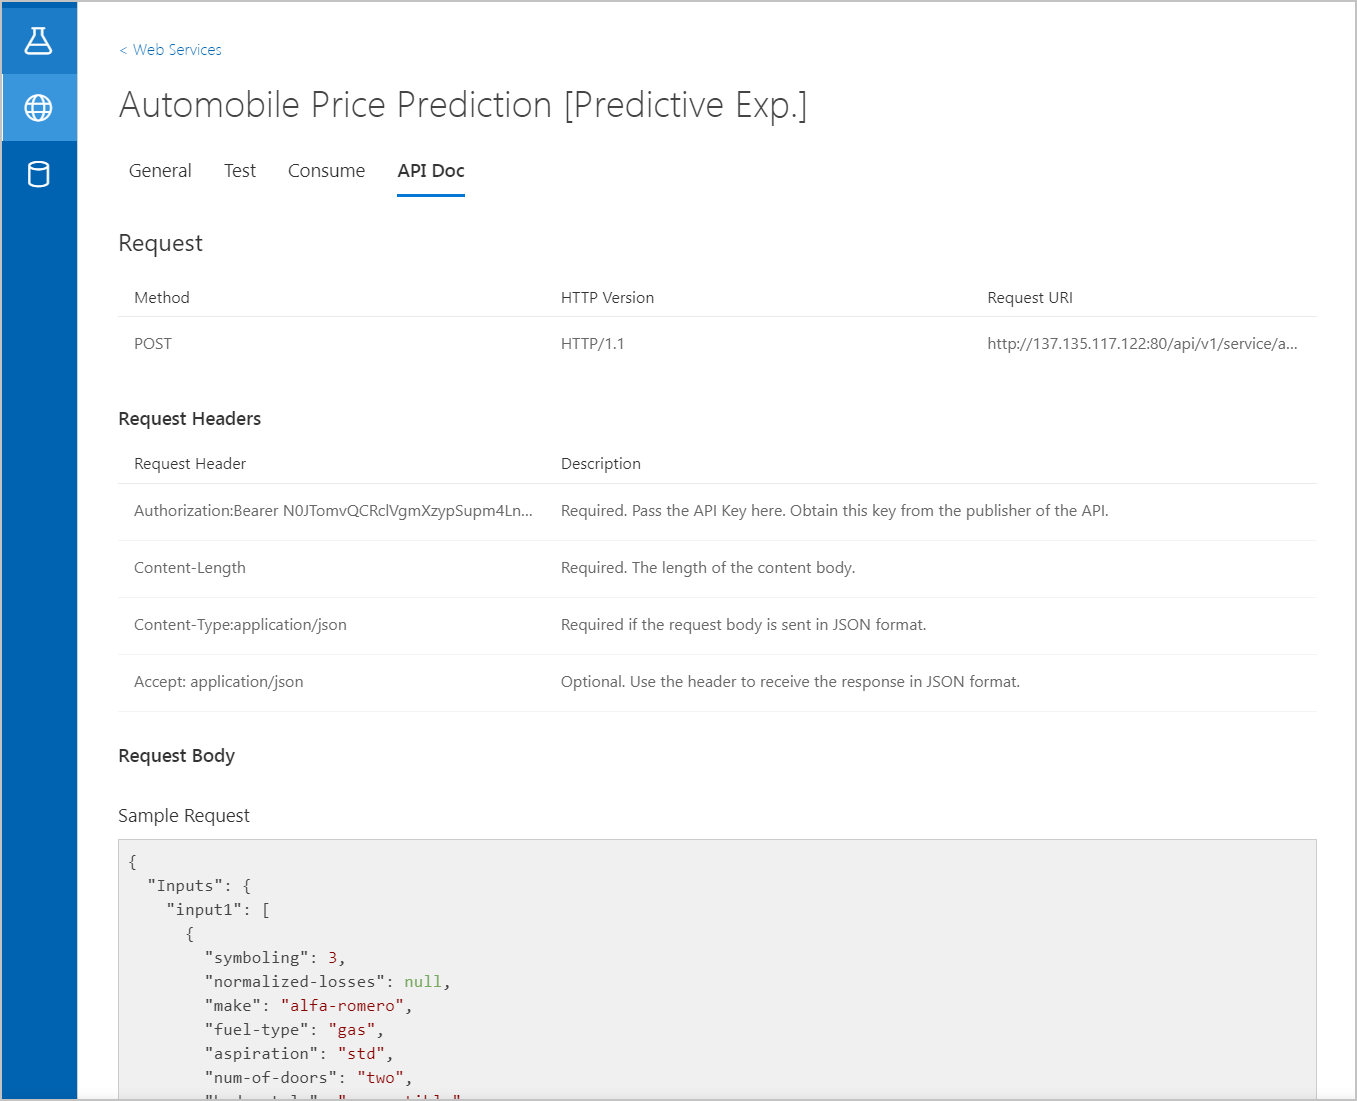 < Web Services
Automobile Price Prediction [Predictive Exp.]
General Test Consume API Doc
Request
Method HTTP Version Request URI
POST HTTP/1.1 http://137.135.117.122:80/api/v1/service/a...
Request Headers
Request Header Description
Authorization:Bearer N0JTomvQCRclVgmXzypSupm4Ln... Required. Pass the API Key here. Obtain this key from the publisher of the API.
Content-Length Required. The length of the content body.
Content-Type:application/json Required if the request body is sent in JSON format.
Accept: application/json Optional. Use the header to receive the response in JSON format.
Request Body
Sample Request
{
"Inputs": {
"input1": [
{
"symboling": 3,
"normalized-losses": null,
"make": "alfa-romero",
"fuel-type": "gas",
"aspiration": "std",
"num-of-doors": "two",